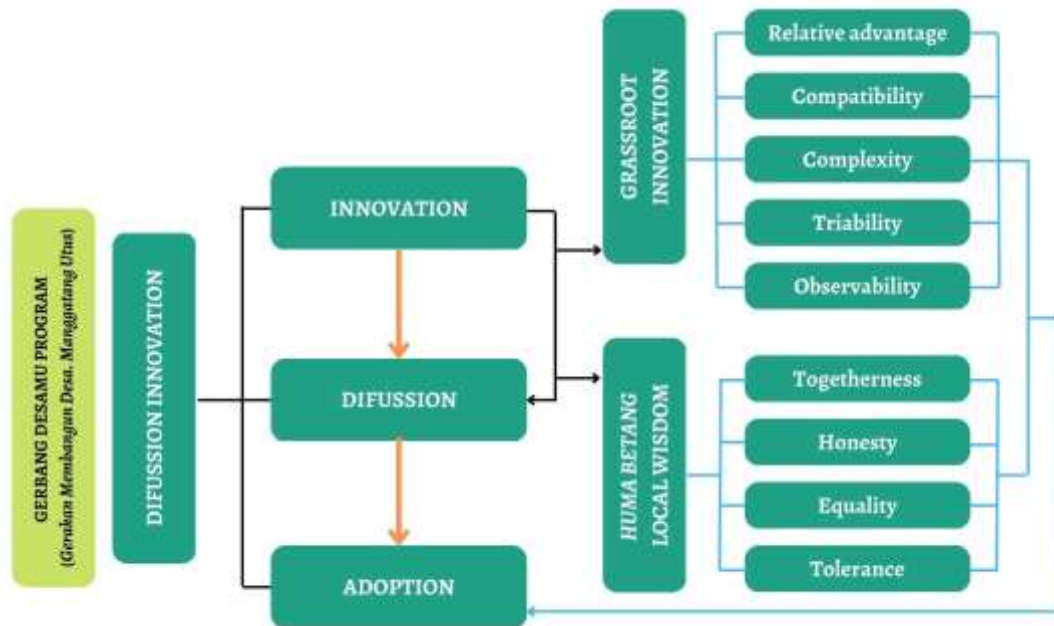 GERBANG DESAMU PROGRAM
(Gerakan Membangun Desa, Manggatang Utus)
DIFUSSION INNOVATION
INNOVATION
DIFUSSION
ADOPTION
GRASSROOT
INNOVATION
HUMA BETANG
LOCAL WISDOM
Relative advantage
Compatibility
Complexity
Triability
Observability
Togetherness
Honesty
Equality
Tolerance